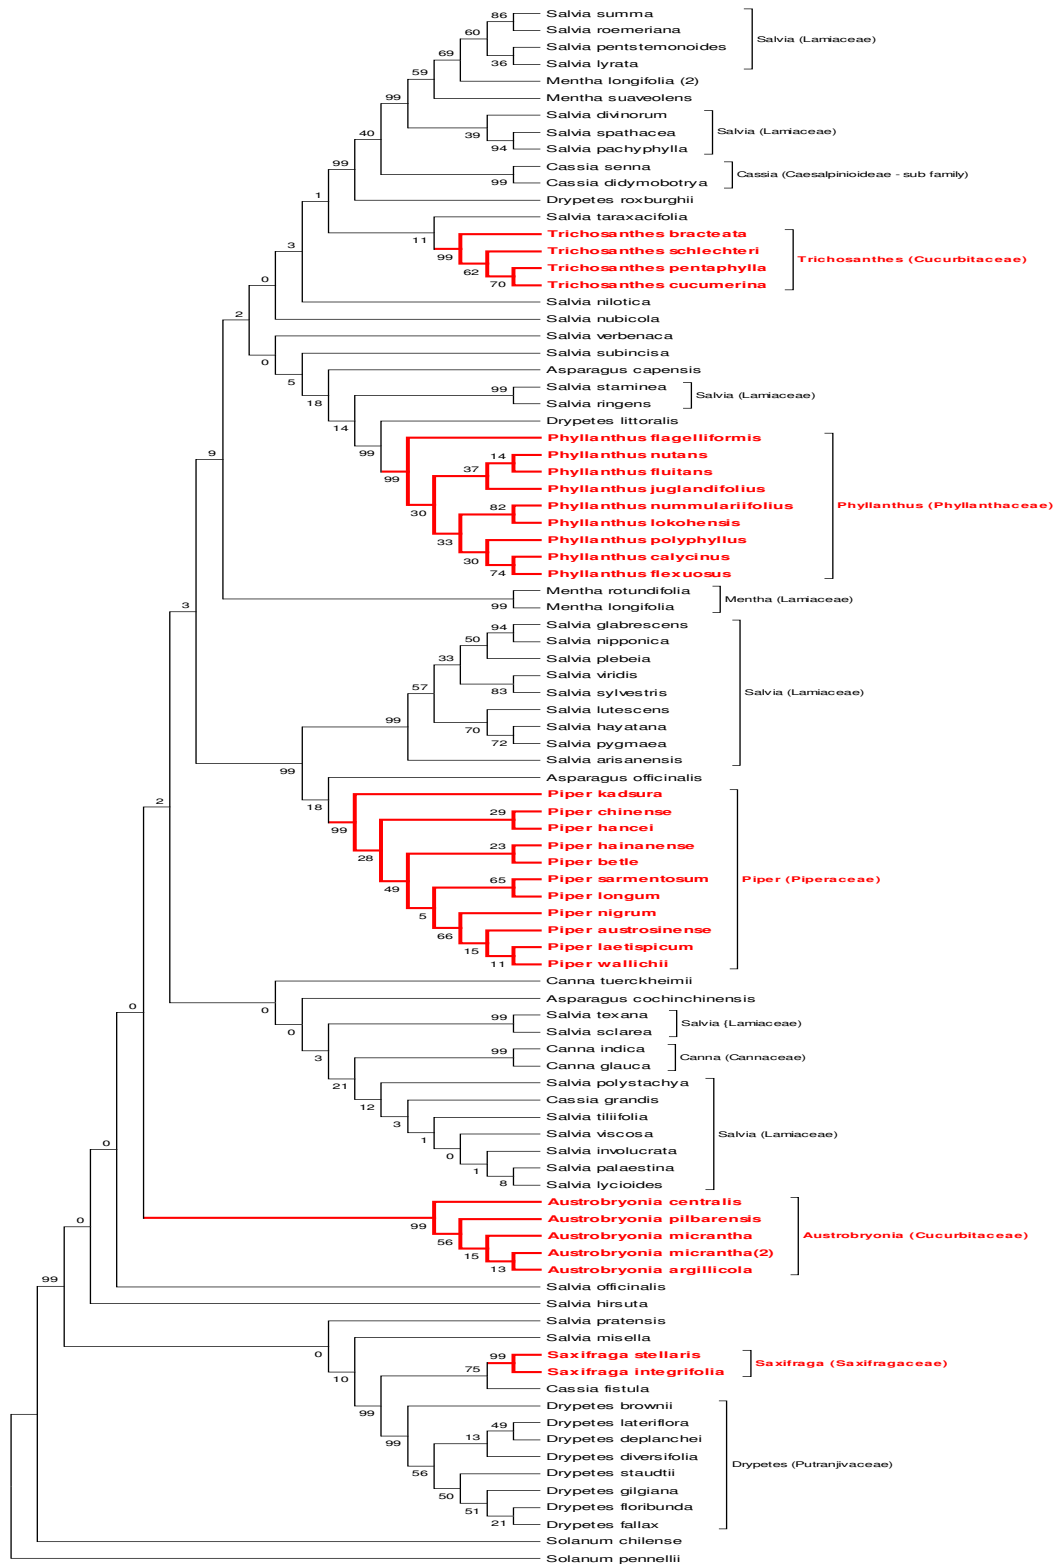 86
Salvia summa
Salvia roemeriana
Salvia (Lamiaceae)
60
Salvia pentstemonoides
36
Salvia lyrata
69
Mentha longifolia (2)
59
Mentha suaveolens
99
Salvia divinorum
39
Salvia spathacea
Salvia (Lamiaceae)
94
Salvia pachyphylla
40
Cassia senna
99
Cassia didymobotrya
Cassia (Caesalpinioideae - sub family)
99
Drypetes roxburghii
1
Salvia taraxacifolia
11
Trichosanthes bracteata
99
Trichosanthes schlechteri
Trichosanthes (Cucurbitaceae)
62
Trichosanthes pentaphylla
70
Trichosanthes cucumerina
3
Salvia nilotica
0
Salvia nubicola
2
Salvia verbenaca
0
Salvia subincisa
5
Asparagus capensis
18
99
Salvia staminea
Salvia ringens
Salvia (Lamiaceae)
14
Drypetes littoralis
99
Phyllanthus flagelliformis
99
14
Phyllanthus nutans
37
Phyllanthus fluitans
Phyllanthus juglandifolius
30
82
Phyllanthus nummulariifolius
Phyllanthus (Phyllanthaceae)
Phyllanthus lokohensis
33
Phyllanthus polyphyllus
30
Phyllanthus calycinus
74
Phyllanthus flexuosus
9
Mentha rotundifolia
99
Mentha longifolia
Mentha (Lamiaceae)
3
94
Salvia glabrescens
50
Salvia nipponica
33
Salvia plebeia
57
Salvia viridis
83
Salvia sylvestris
Salvia (Lamiaceae)
99
Salvia lutescens
70
Salvia hayatana
72
Salvia pygmaea
Salvia arisanensis
99
Asparagus officinalis
18
Piper kadsura
99
29
Piper chinense
Piper hancei
28
23
Piper hainanense
Piper betle
49
65
Piper sarmentosum
Piper (Piperaceae)
Piper longum
5
Piper nigrum
66
Piper austrosinense
15
Piper laetispicum
11
Piper wallichii
2
Canna tuerckheimii
0
Asparagus cochinchinensis
0
99
Salvia texana
Salvia sclarea
Salvia {Lamiaceae)
3
99
Canna indica
Canna glauca
Canna (Cannaceae)
21
Salvia polystachya
12
Cassia grandis
3
Salvia tiliifolia
1
Salvia viscosa
Salvia (Lamiaceae)
0
Salvia involucrata
1
Salvia palaestina
8
Salvia lycioides
0
Austrobryonia centralis
99
Austrobryonia pilbarensis
56
Austrobryonia micrantha
Austrobryonia (Cucurbitaceae)
15
Austrobryonia micrantha(2)
13
Austrobryonia argillicola
0
Salvia officinalis
0
Salvia hirsuta
99
Salvia pratensis
0
Salvia misella
10
99
Saxifraga stellaris
75
Saxifraga integrifolia
Saxifraga (Saxifragaceae)
Cassia fistula
99
Drypetes brownii
99
49
Drypetes lateriflora
13
Drypetes deplanchei
Drypetes diversifolia
56
Drypetes staudtii
Drypetes (Putranjivaceae)
50
Drypetes gilgiana
51
Drypetes floribunda
21
Drypetes fallax
Solanum chilense
Solanum pennellii